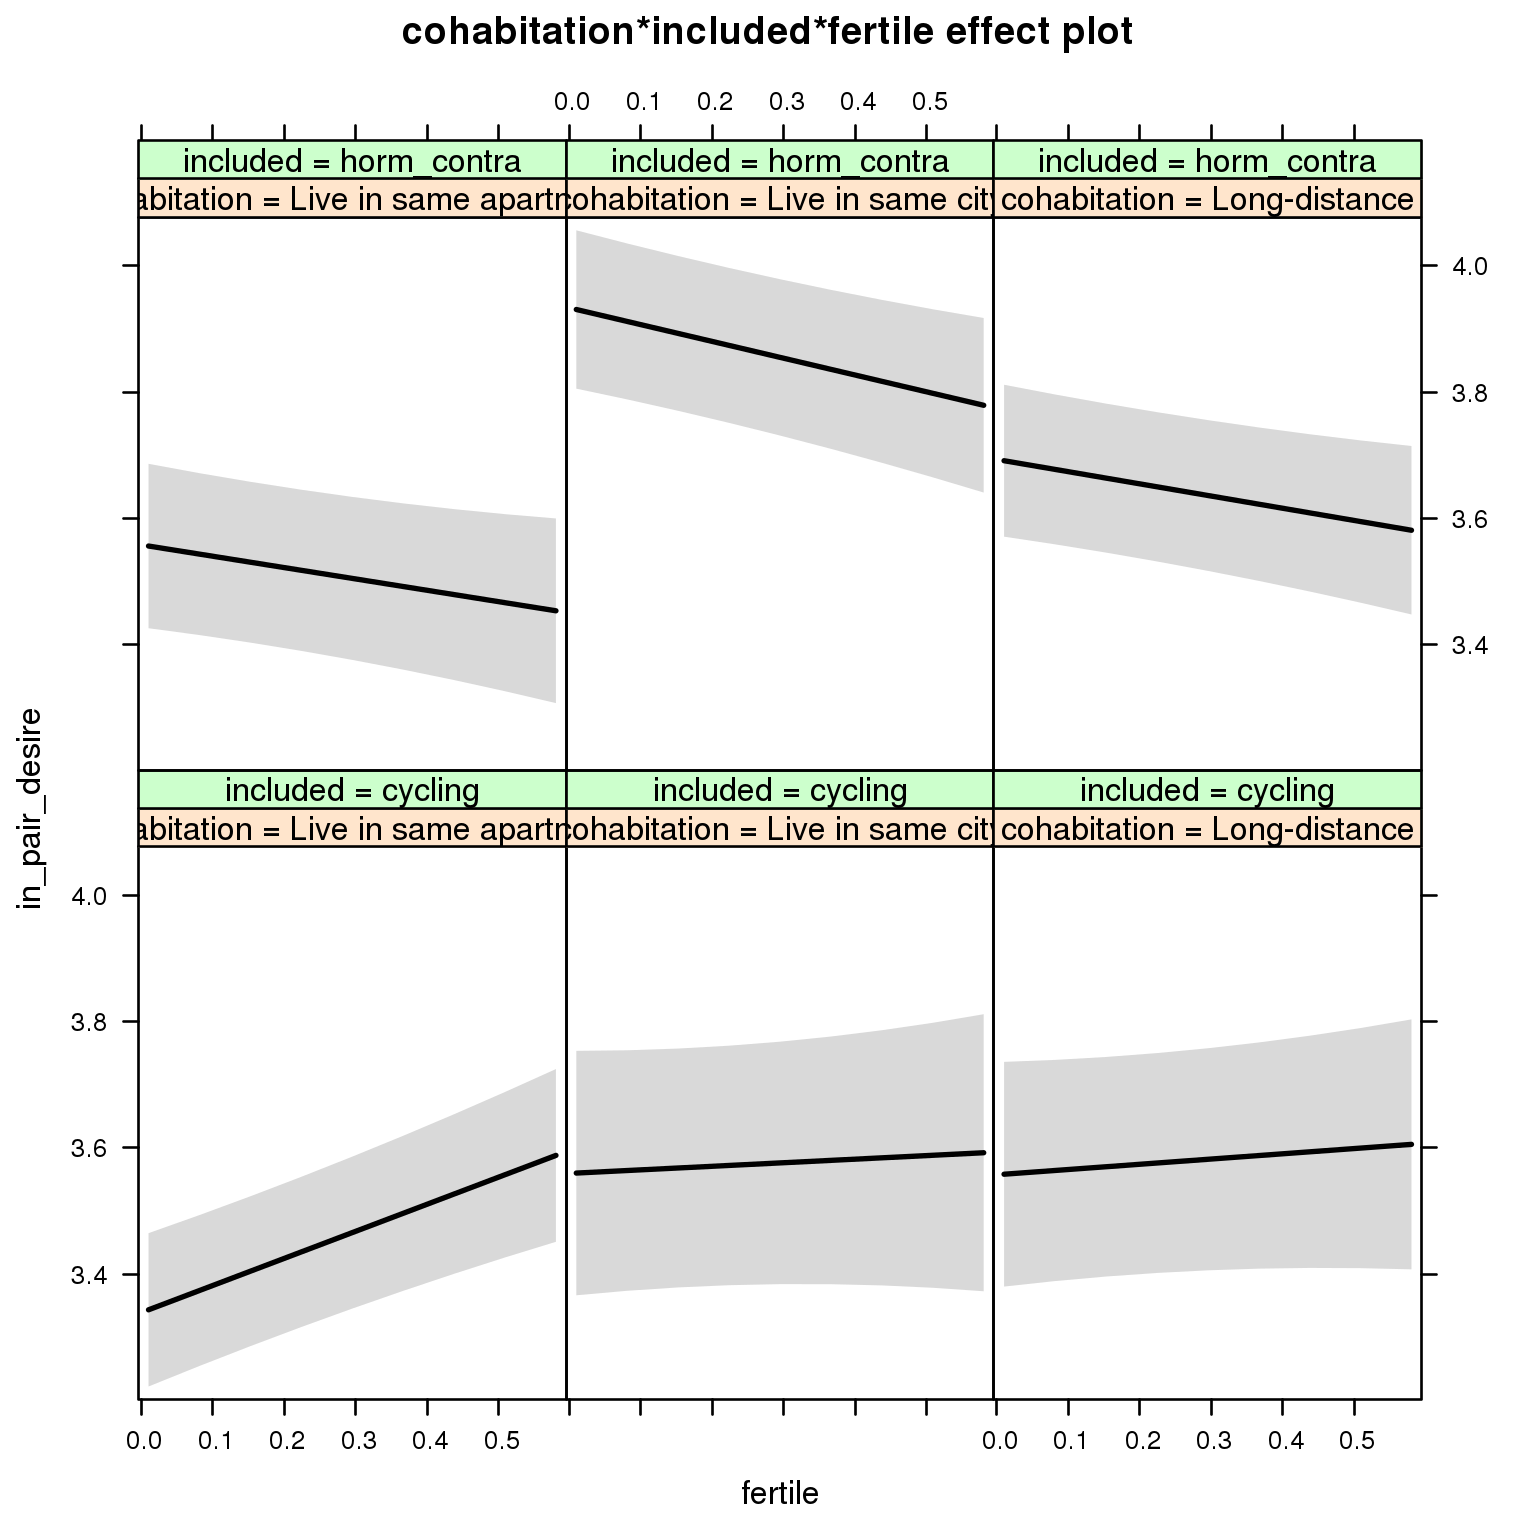 cohabitation*included*fertile effect plot
0.0 0.1 0.2 0.3 0.4 0.5
included = horm_contra included = horm_contra included = horm_contra
abitation = Live in same apartn cohabitation = Live in same city cohabitation = Long-distance
4.0
3.8
3.6
3.4
in_pair_desire
included = cycling included = cycling included = cycling
abitation = Live in same apartn cohabitation = Live in same city cohabitation = Long-distance
4.0
3.8
3.6
3.4
0.0 0.1 0.2 0.3 0.4 0.5 0.0 0.1 0.2 0.3 0.4 0.5
fertile